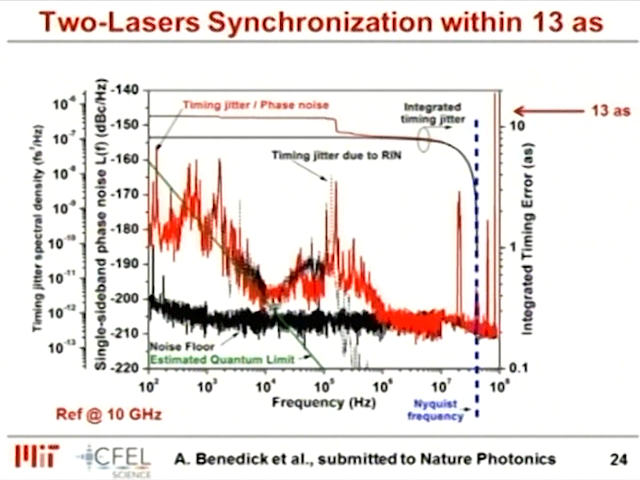 Two-Lasers Synchronization within 13 as
Timing jitter spectral density (fs²/Hz)
10⁻⁶
10⁻⁷
10⁻⁸
10⁻⁹
10⁻¹⁰
10⁻¹¹
10⁻¹²
10⁻¹³
Single-sideband phase noise L(f) (dBc/Hz)
-140
-150
-160
-170
-180
-190
-200
-210
-220
Timing jitter / Phase noise
Integrated
timing jitter
Timing jitter due to RIN
Noise Floor
Estimated Quantum Limit
13 as
10
1
0.1
Integrated Timing Error (as)
10² 10³ 10⁴ 10⁵ 10⁶ 10⁷ 10⁸
Frequency (Hz)
Nyquist
frequency
Ref @ 10 GHz
MIT CFEL
SCIENCE
A. Benedick et al., submitted to Nature Photonics
24